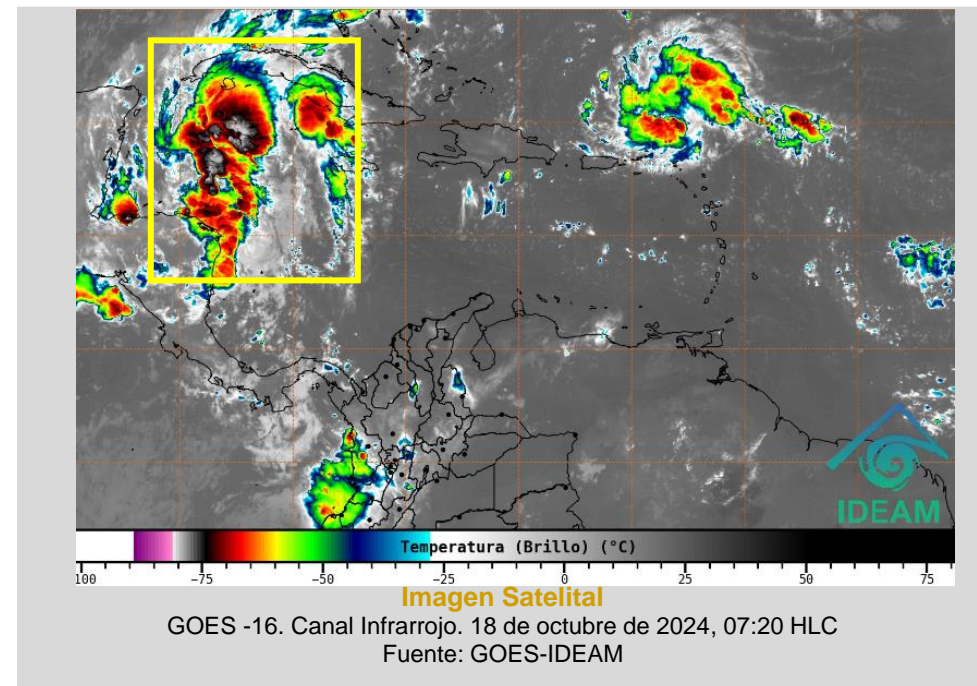 IDEAM
Temperatura (Brillo) (°C)
100 −75 −50 −25 0 25 50 75
Imagen Satelital
GOES -16. Canal Infrarrojo. 18 de octubre de 2024, 07:20 HLC
Fuente: GOES-IDEAM